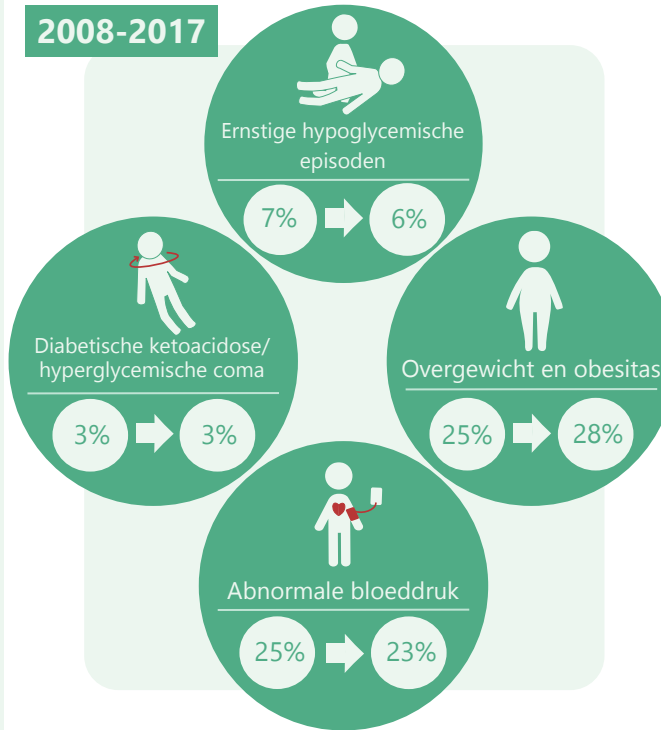 2008-2017
Ernstige hypoglycemische
episoden
7% 6%
Diabetische ketoacidose/
hyperglycemische coma
3% 3%
Overgewicht en obesitas
25% 28%
Abnormale bloeddruk
25% 23%